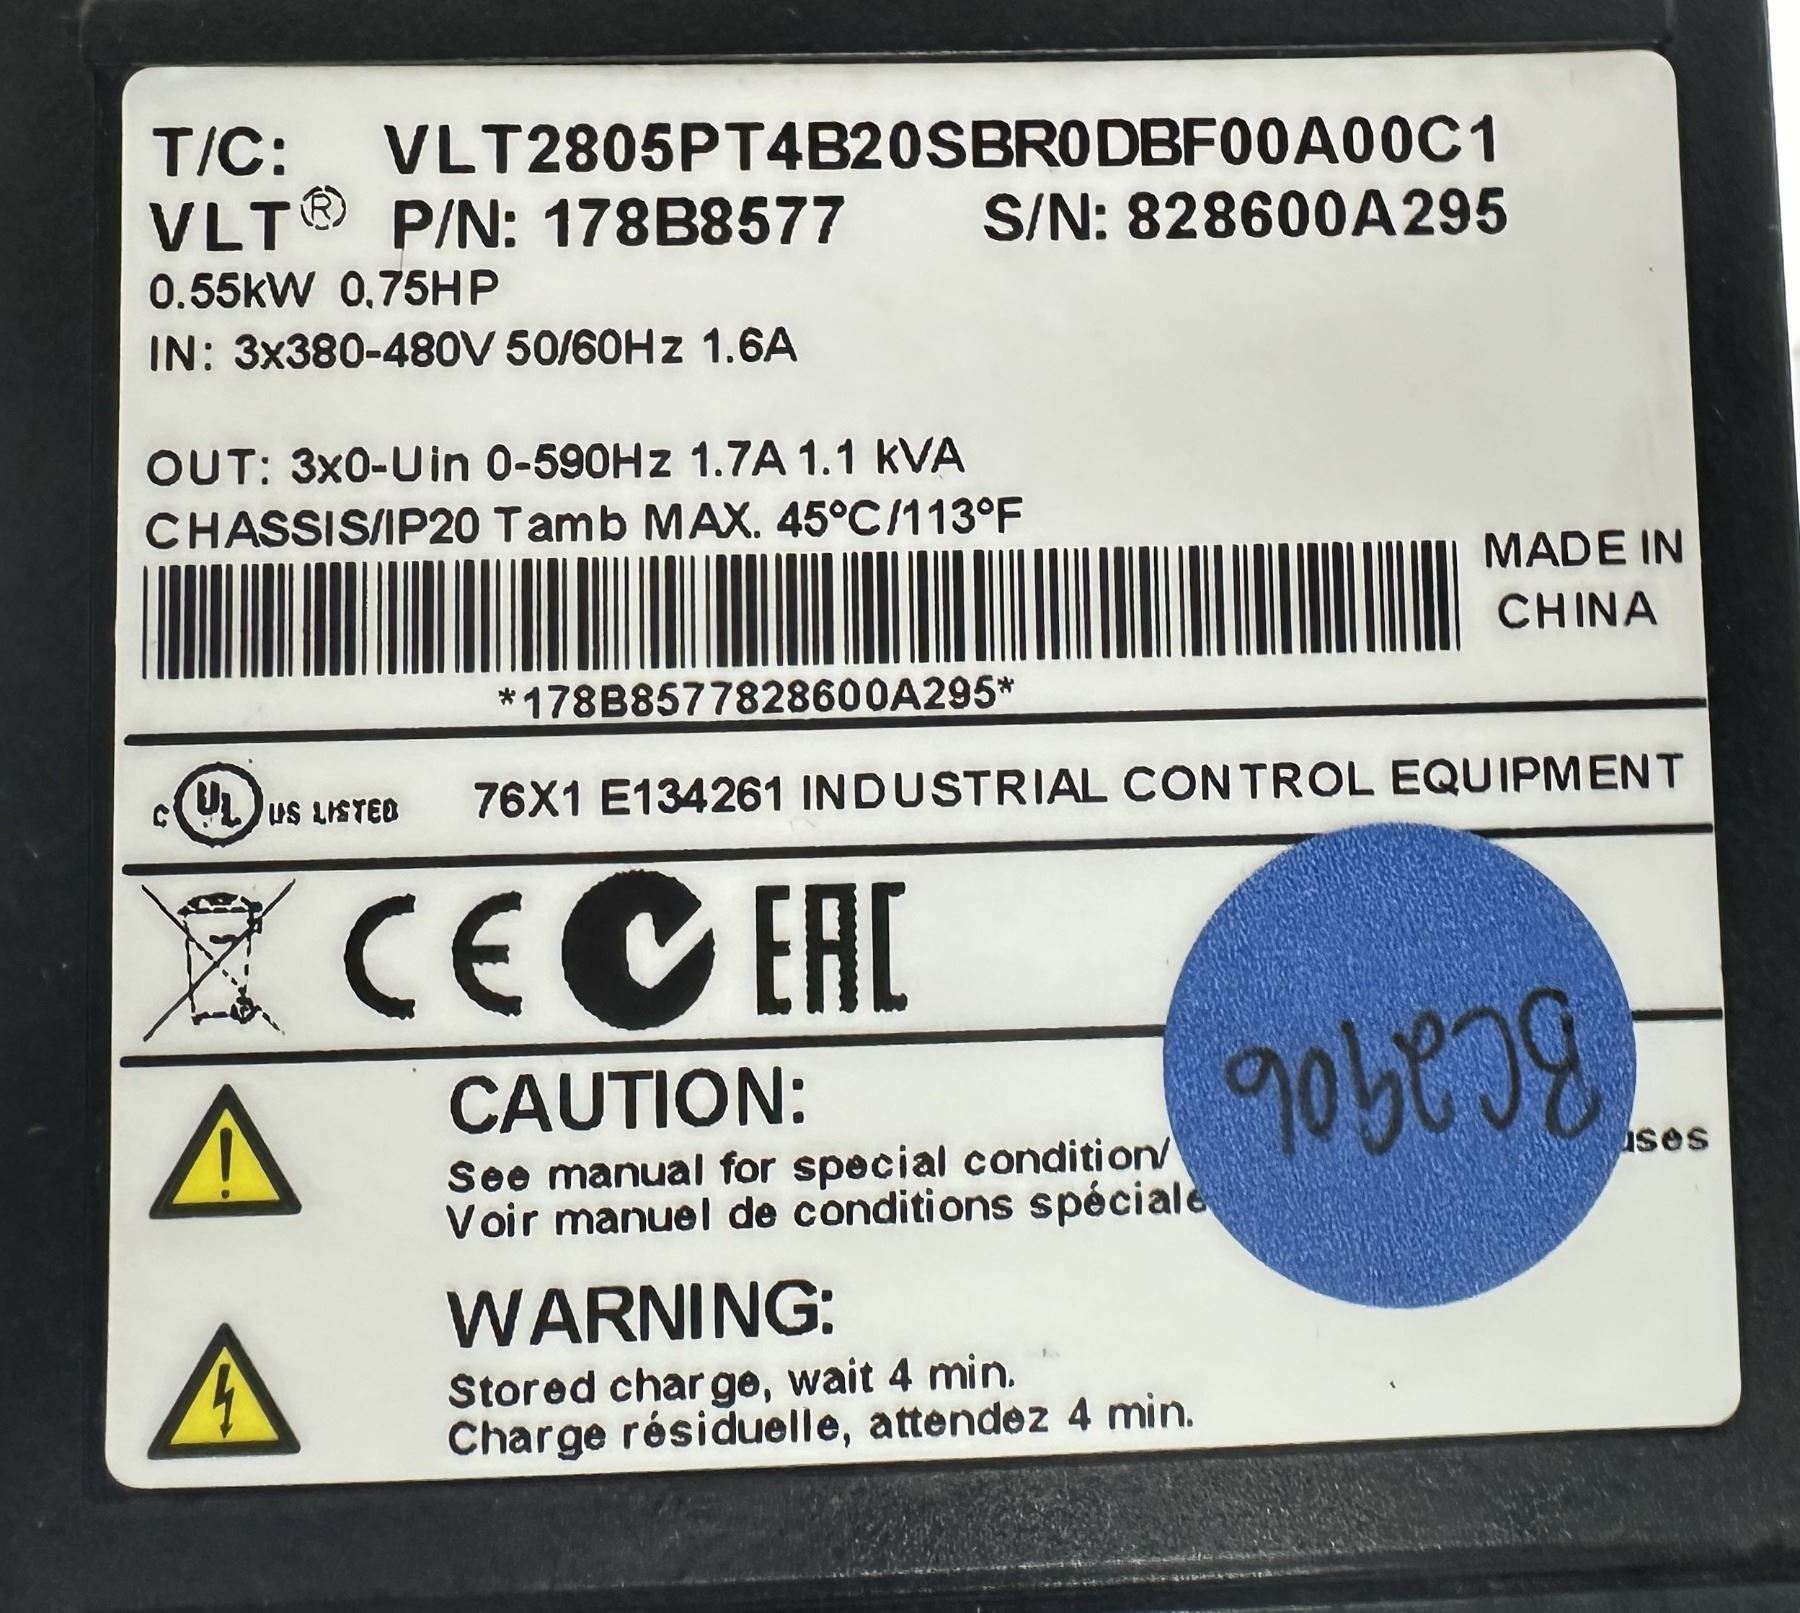 T/C: VLT2805PT4B20SBR0DBF00A00C1
VLT® P/N: 178B8577 S/N: 828600A295
0.55kW 0.75HP
IN: 3x380-480V 50/60Hz 1.6A
OUT: 3x0-Uin 0-590Hz 1.7A 1.1 kVA
CHASSIS/IP20 Tamb MAX. 45°C/113°F
MADE IN
CHINA
*178B8577828600A295*
C UL US LISTED 76X1 E134261 INDUSTRIAL CONTROL EQUIPMENT
CE EAC
CAUTION:
See manual for special condition/
Voir manuel de conditions
WARNING:
Stored charge, wait 4 min.
Charge résiduelle, attendez 4 min.